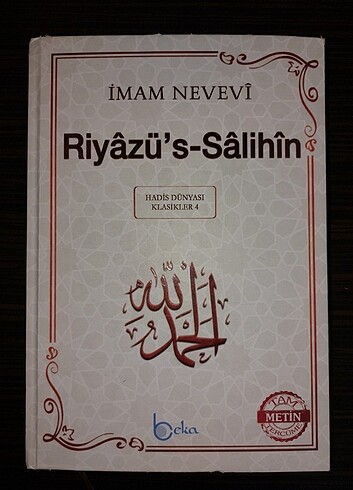 İMAM NEVEVÎ
Riyâzü's-Sâlihîn
HADİS DÜNYASI
KLASİKLER 4
الحمد لله
beka
TAM
METİN
TERCÜME